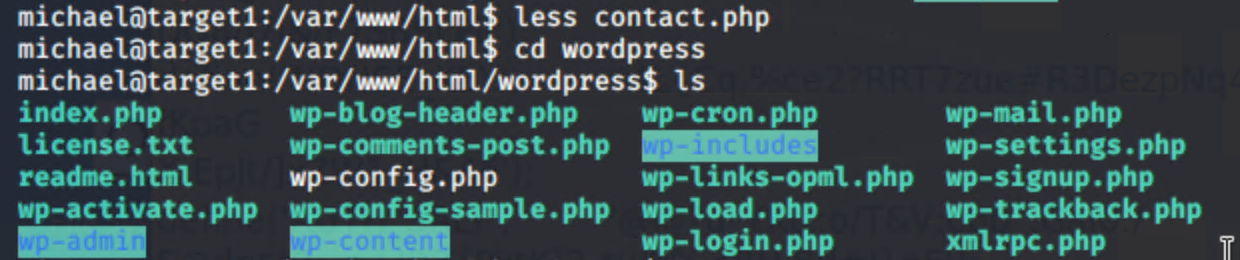 michael@target1:/var/www/html$ less contact.php
michael@target1:/var/www/html$ cd wordpress
michael@target1:/var/www/html/wordpress$ ls
index.php wp-blog-header.php wp-cron.php wp-mail.php
license.txt wp-comments-post.php wp-includes wp-settings.php
readme.html wp-config.php wp-links-opml.php wp-signup.php
wp-activate.php wp-config-sample.php wp-load.php wp-trackback.php
wp-admin wp-content wp-login.php xmlrpc.php